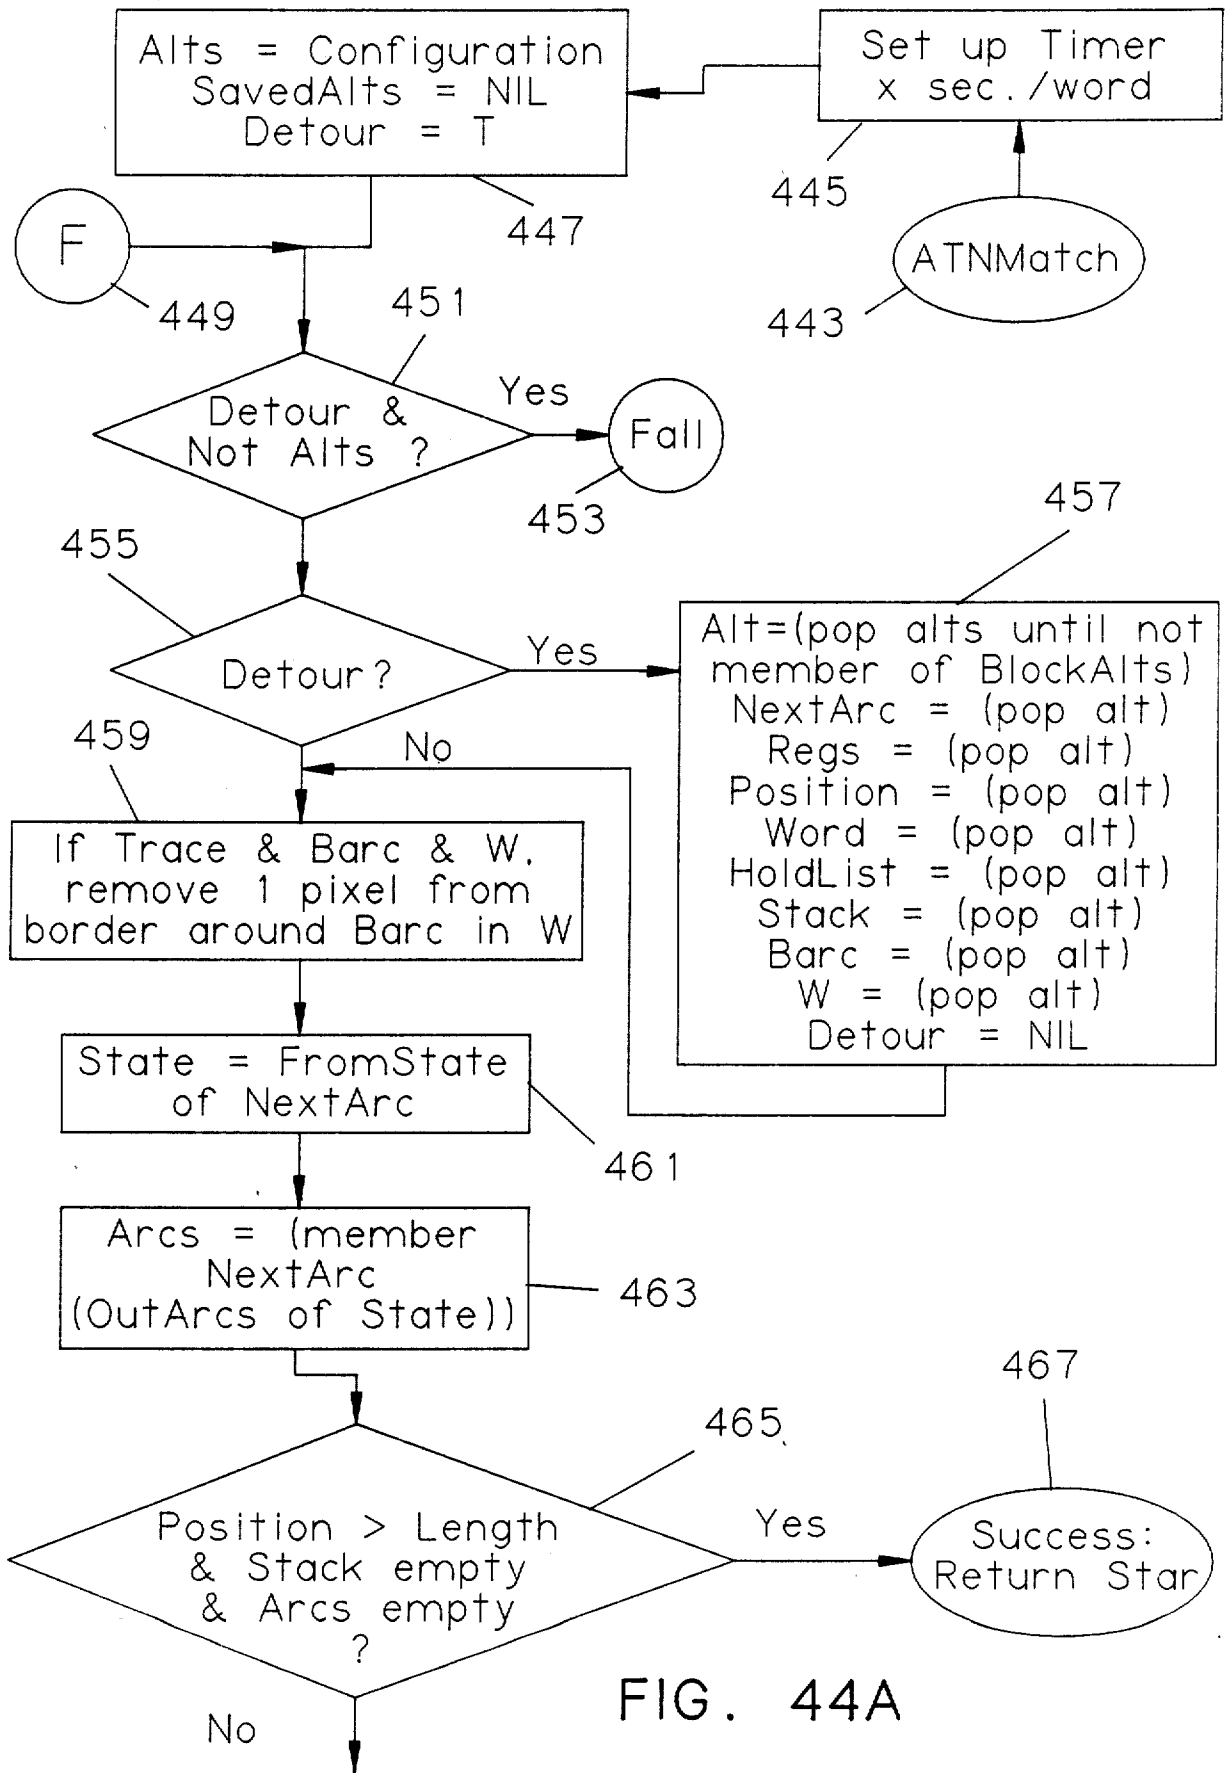 Alts = Configuration
SavedAlts = NIL
Detour = T
Set up Timer
x sec./word
445
447
F
ATNMatch
449
451
443
Detour &
Not Alts ?
Yes
Fall
453
457
455
Detour?
Yes
Alt=(pop alts until not
member of BlockAlts)
NextArc = (pop alt)
Regs = (pop alt)
Position = (pop alt)
Word = (pop alt)
HoldList = (pop alt)
Stack = (pop alt)
Barc = (pop alt)
W = (pop alt)
Detour = NIL
459
No
If Trace & Barc & W,
remove 1 pixel from
border around Barc in W
State = FromState
of NextArc
461
Arcs = (member
NextArc
(OutArcs of State))
463
467
465
Position > Length
& Stack empty
& Arcs empty
?
Yes
Success:
Return Star
No
FIG. 44A